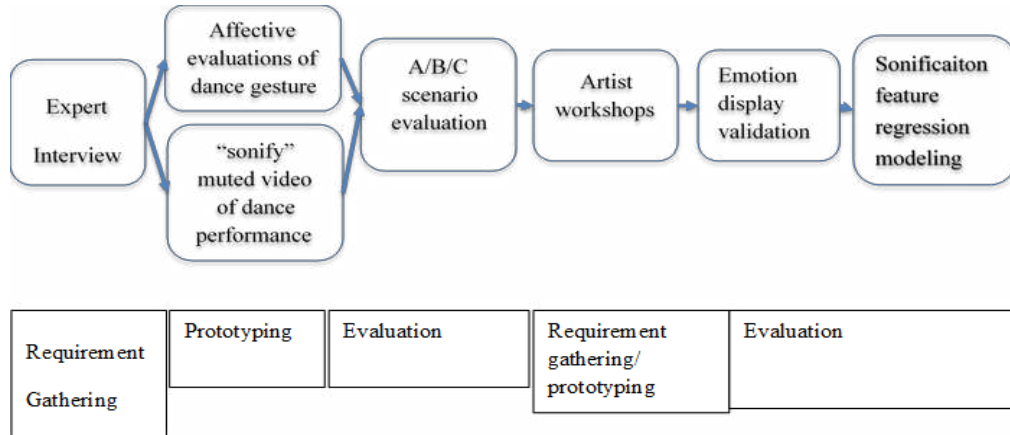 Expert
Interview
Affective
evaluations of
dance gesture
“sonify”
muted video
of dance
performance
A/B/C
scenario
evaluation
Artist
workshops
Emotion
display
validation
Sonificaiton
feature
regression
modeling
Requirement
Gathering
Prototyping
Evaluation
Requirement
gathering/
prototyping
Evaluation